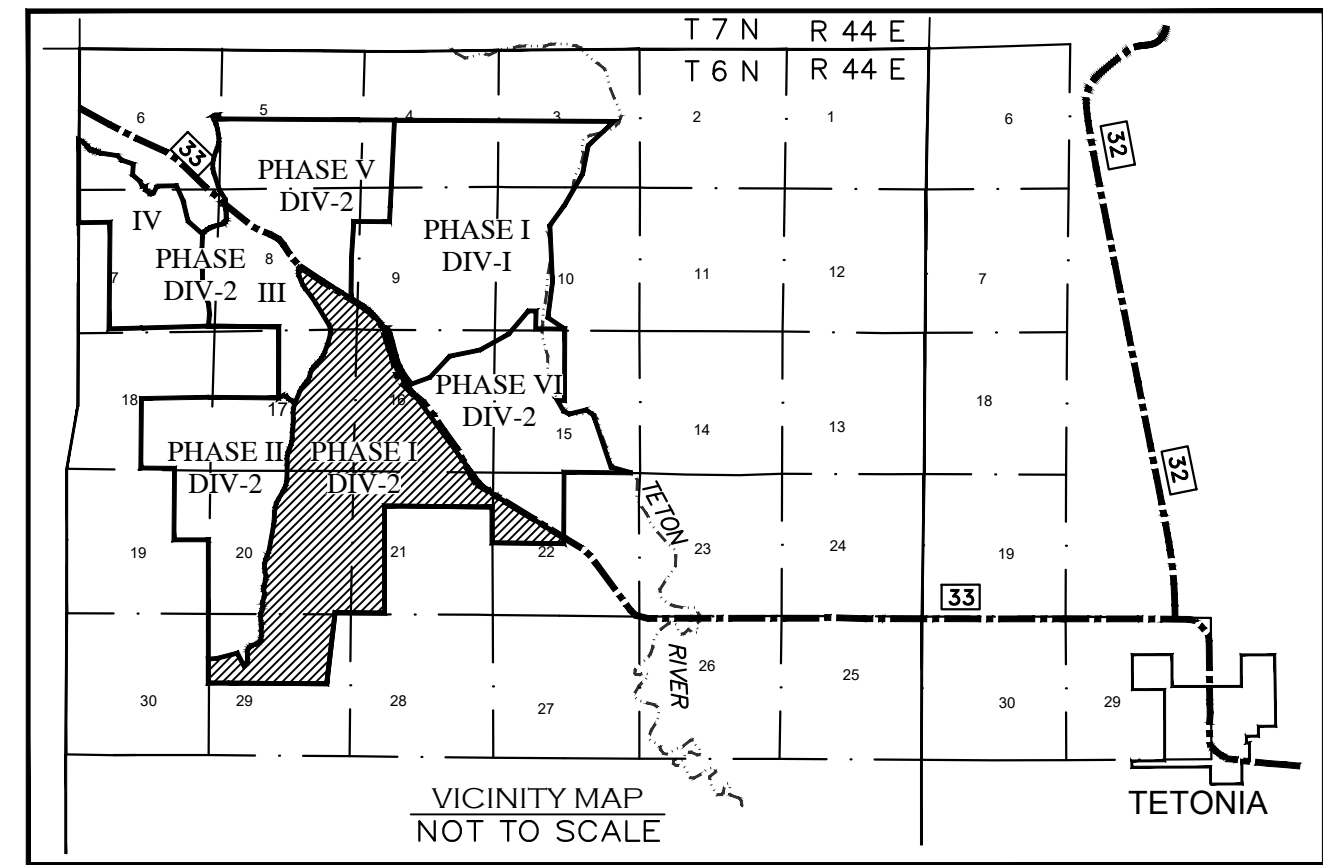 T 7 N R 44 E
T 6 N R 44 E
6 5 4 3 2 1 6
33
32
PHASE V
DIV-2
IV
PHASE I
DIV-I
PHASE
DIV-2
7 8 9 10 11 12 7
III
PHASE VI
DIV-2
18 17 16 15 14 13 18
PHASE II
DIV-2
PHASE I
DIV-2
32
TETON
19 20 21 22 23 24 19
33
RIVER
30 29 28 27 26 25 30 29
VICINITY MAP
NOT TO SCALE
TETONIA